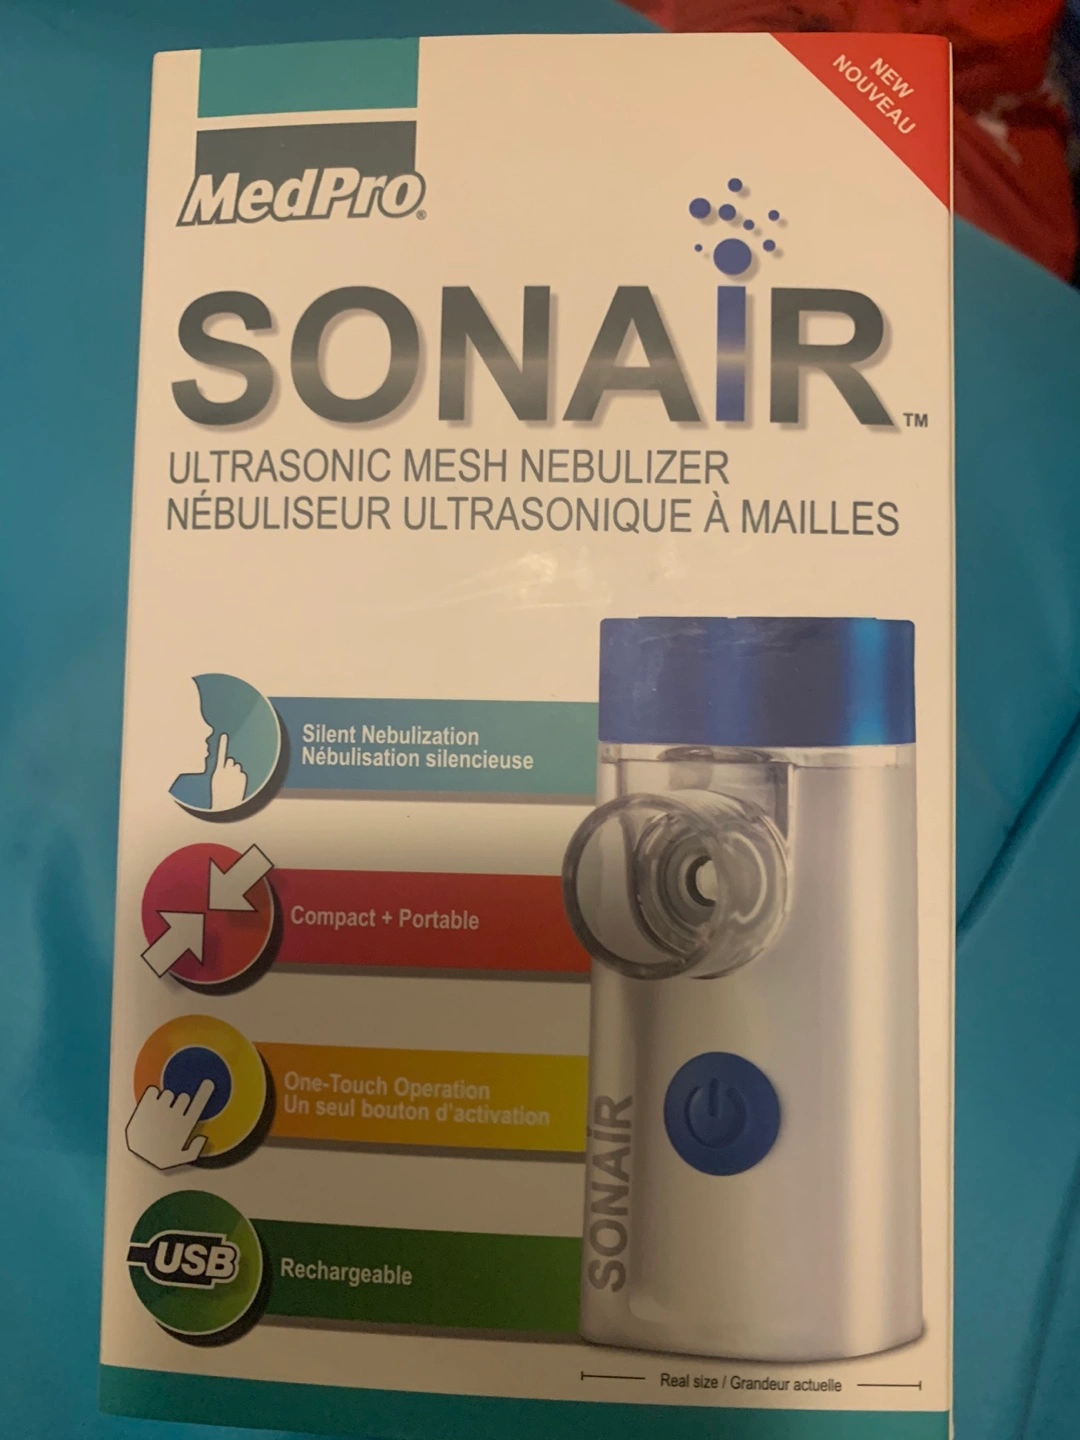 NEW
NOUVEAU
MedPro®
SONAiR™
ULTRASONIC MESH NEBULIZER
NÉBULISEUR ULTRASONIQUE À MAILLES
Silent Nebulization
Nébulisation silencieuse
Compact + Portable
One-Touch Operation
Un seul bouton d'activation
USB
Rechargeable
SONAiR
Real size / Grandeur actuelle